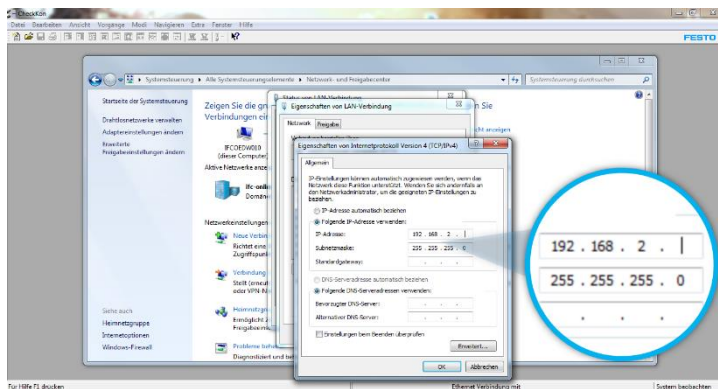 CheckKon
Datei Bearbeiten Ansicht Vorgänge Modi Navigieren Extra Fenster Hilfe
FESTO
Systemsteuerung ▸ Alle Systemsteuerungselemente ▸ Netzwerk- und Freigabecenter
Systemsteuerung durchsuchen
Startseite der Systemsteuerung
Drahtlosnetzwerke verwalten
Adaptereinstellungen ändern
Erweiterte
Freigabeeinstellungen ändern
Siehe auch
Heimnetzgruppe
Internetoptionen
Windows-Firewall
Zeigen Sie die gr
Verbindungen ei
(dieser Computer)
Aktive Netzwerke anze
Domän
Netzwerkeinstellungen
Neue Verbin
Richtet eine
Zugriffspunk
Verbindung
Stellt (erneut
oder VPN-N
Heimnetzgru
Ermöglicht Z
Freigabeeins
Probleme beheb
Diagnostiziert und beh
n Sie
Status von LAN-Verbindung
Eigenschaften von LAN-Verbindung
Netzwerk Freigabe
Eigenschaften von Internetprotokoll Version 4 (TCP/IPv4)
Allgemein
IP-Einstellungen können automatisch zugewiesen werden, wenn das
Netzwerk diese Funktion unterstützt. Wenden Sie sich andernfalls an
den Netzwerkadministrator, um die geeigneten IP-Einstellungen zu
beziehen.
IP-Adresse automatisch beziehen
Folgende IP-Adresse verwenden:
IP-Adresse: 192 . 168 . 2 .
Subnetzmaske: 255 . 255 . 255 . 0
Standardgateway: . . .
DNS-Serveradresse automatisch beziehen
Folgende DNS-Serveradressen verwenden:
Bevorzugter DNS-Server: . . .
Alternativer DNS-Server: . . .
Einstellungen beim Beenden überprüfen
Erweitert...
OK Abbrechen
192 . 168 . 2 .
255 . 255 . 255 . 0
. . .
Für Hilfe F1 drücken
Ethernet Verbindung mit
System beobachten